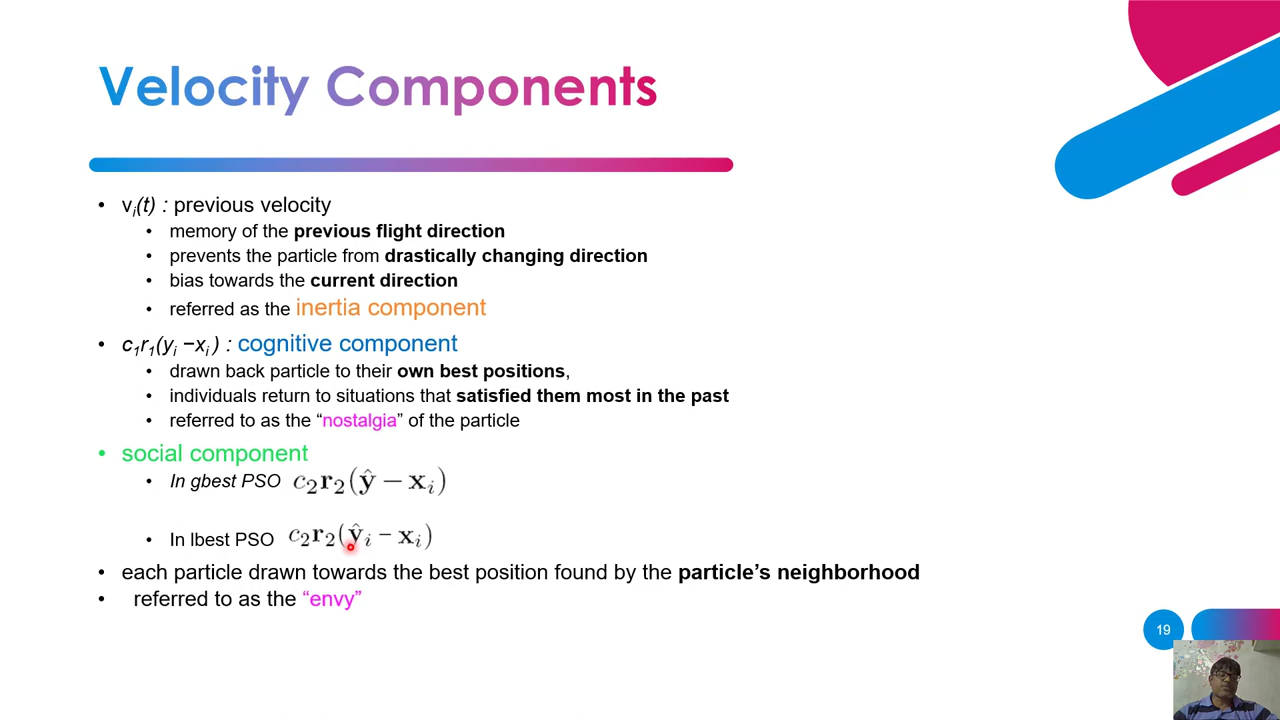 Velocity Components
• vi(t) : previous velocity
• memory of the previous flight direction
• prevents the particle from drastically changing direction
• bias towards the current direction
• referred as the inertia component
• c1r1(yi −xi ) : cognitive component
• drawn back particle to their own best positions,
• individuals return to situations that satisfied them most in the past
• referred to as the “nostalgia” of the particle
• social component
• In gbest PSO c₂r₂(ŷ − xᵢ)
• In lbest PSO c₂r₂(ŷᵢ − xᵢ)
• each particle drawn towards the best position found by the particle’s neighborhood
• referred to as the “envy”
19